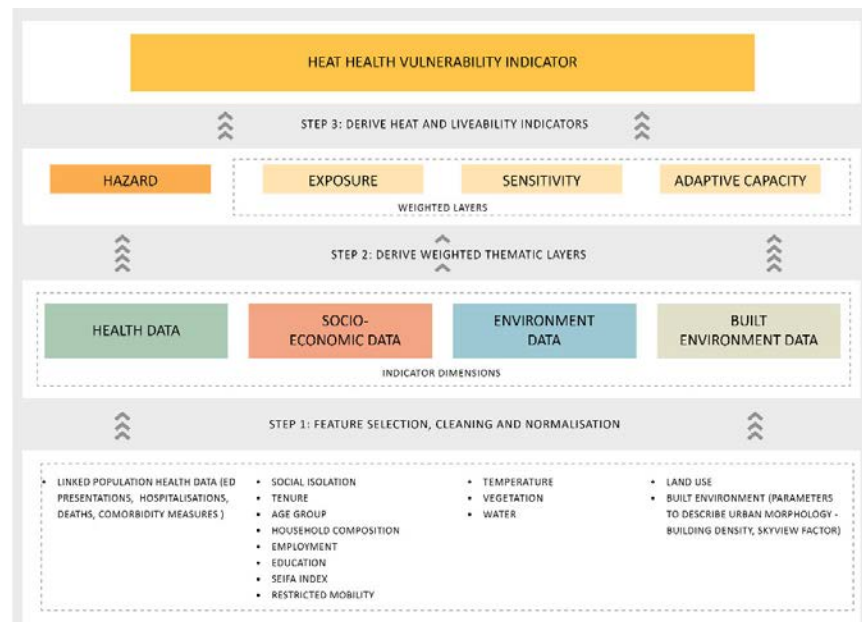 HEAT HEALTH VULNERABILITY INDICATOR
STEP 3: DERIVE HEAT AND LIVEABILITY INDICATORS
HAZARD
EXPOSURE
SENSITIVITY
ADAPTIVE CAPACITY
WEIGHTED LAYERS
STEP 2: DERIVE WEIGHTED THEMATIC LAYERS
HEALTH DATA
SOCIO-
ECONOMIC DATA
ENVIRONMENT
DATA
BUILT
ENVIRONMENT DATA
INDICATOR DIMENSIONS
STEP 1: FEATURE SELECTION, CLEANING AND NORMALISATION
• LINKED POPULATION HEALTH DATA (ED
PRESENTATIONS, HOSPITALISATIONS,
DEATHS, COMORBIDITY MEASURES )
• SOCIAL ISOLATION
• TENURE
• AGE GROUP
• HOUSEHOLD COMPOSITION
• EMPLOYMENT
• EDUCATION
• SEIFA INDEX
• RESTRICTED MOBILITY
• TEMPERATURE
• VEGETATION
• WATER
• LAND USE
• BUILT ENVIRONMENT (PARAMETERS
TO DESCRIBE URBAN MORPHOLOGY -
BUILDING DENSITY, SKYVIEW FACTOR)